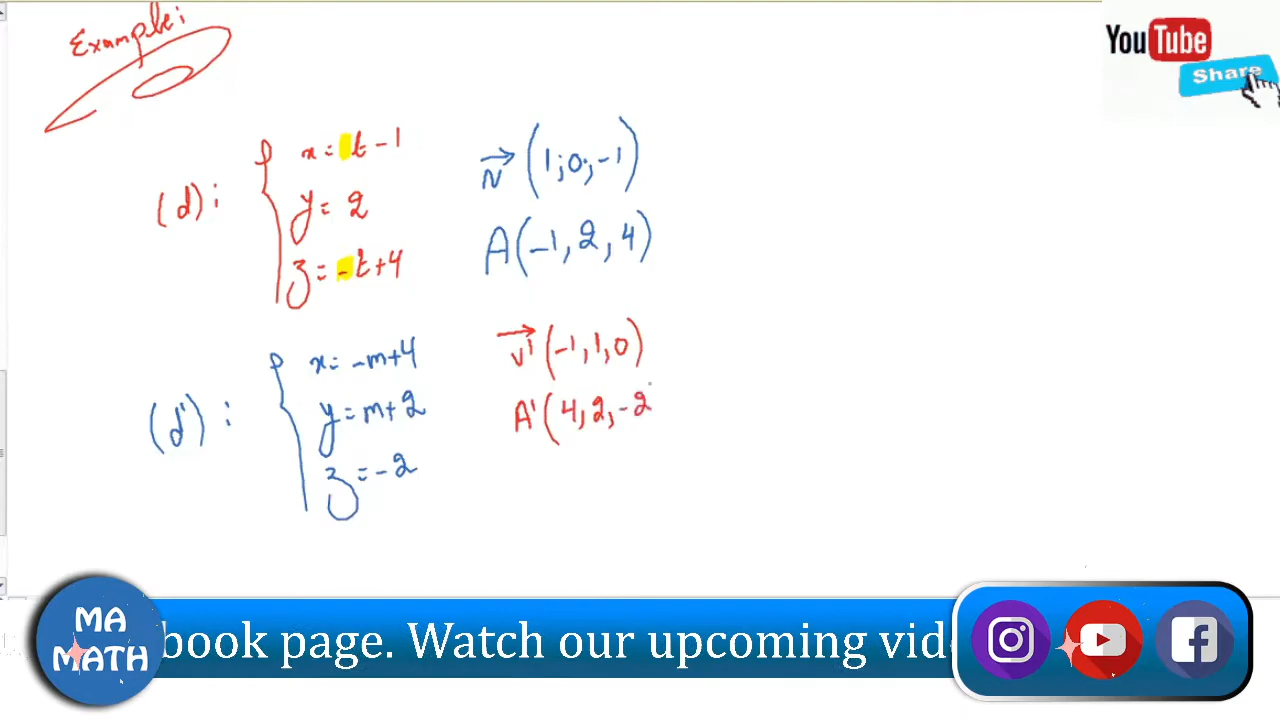 Example:
YouTube
Share
(d):
x = t - 1
y = 2
z = -t + 4
N (1; 0; -1)
A(-1, 2, 4)
(d'):
x = -m + 4
y = m + 2
z = -2
V' (-1, 1, 0)
A' (4, 2, -2
MA
MATH
book page. Watch our upcoming vid